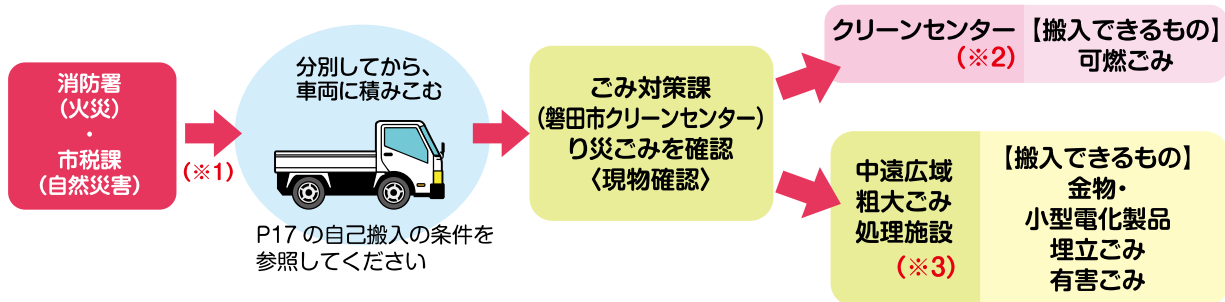 消防署
(火災)
・
市税課
(自然災害)
(※1)
分別してから、
車両に積みこむ
P17の自己搬入の条件を
参照してください
ごみ対策課
(磐田市クリーンセンター)
り災ごみを確認
〈現物確認〉
クリーンセンター
(※2)
【搬入できるもの】
可燃ごみ
中遠広域
粗大ごみ
処理施設
(※3)
【搬入できるもの】
金物・
小型電化製品
埋立ごみ
有害ごみ